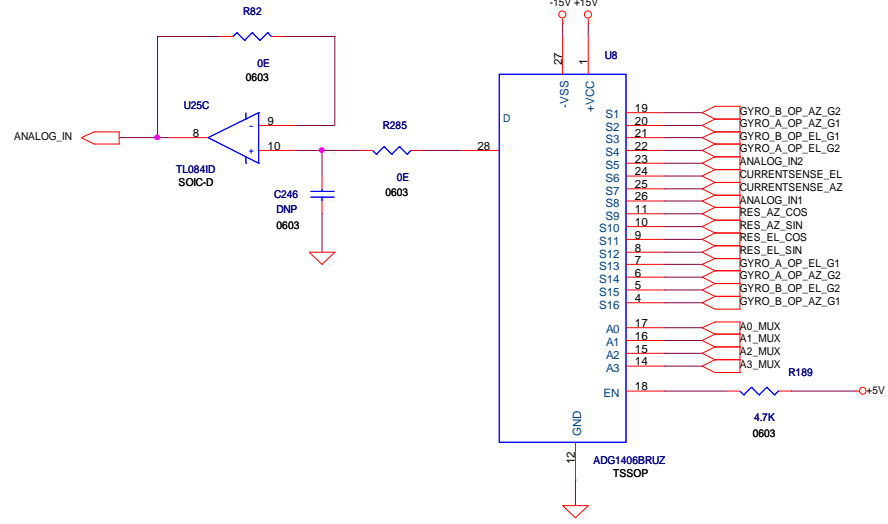 -15V +15V
R82
0E
0603
27
1
U8
-VSS
+VCC
U25C
9
8
10
ANALOG_IN
-
+
TL084ID
SOIC-D
R285
0E
0603
C246
DNP
0603
28
D
S1 19 GYRO_B_OP_AZ_G2
S2 20 GYRO_A_OP_AZ_G1
S3 21 GYRO_B_OP_EL_G1
S4 22 GYRO_A_OP_EL_G2
S5 23 ANALOG_IN2
S6 24 CURRENTSENSE_EL
S7 25 CURRENTSENSE_AZ
S8 26 ANALOG_IN1
S9 11 RES_AZ_COS
S10 10 RES_AZ_SIN
S11 9 RES_EL_COS
S12 8 RES_EL_SIN
S13 7 GYRO_A_OP_EL_G1
S14 6 GYRO_A_OP_AZ_G2
S15 5 GYRO_B_OP_EL_G2
S16 4 GYRO_B_OP_AZ_G1
A0 17 A0_MUX
A1 16 A1_MUX
A2 15 A2_MUX
A3 14 A3_MUX
R189
EN 18
+5V
4.7K
0603
GND
12
ADG1406BRUZ
TSSOP